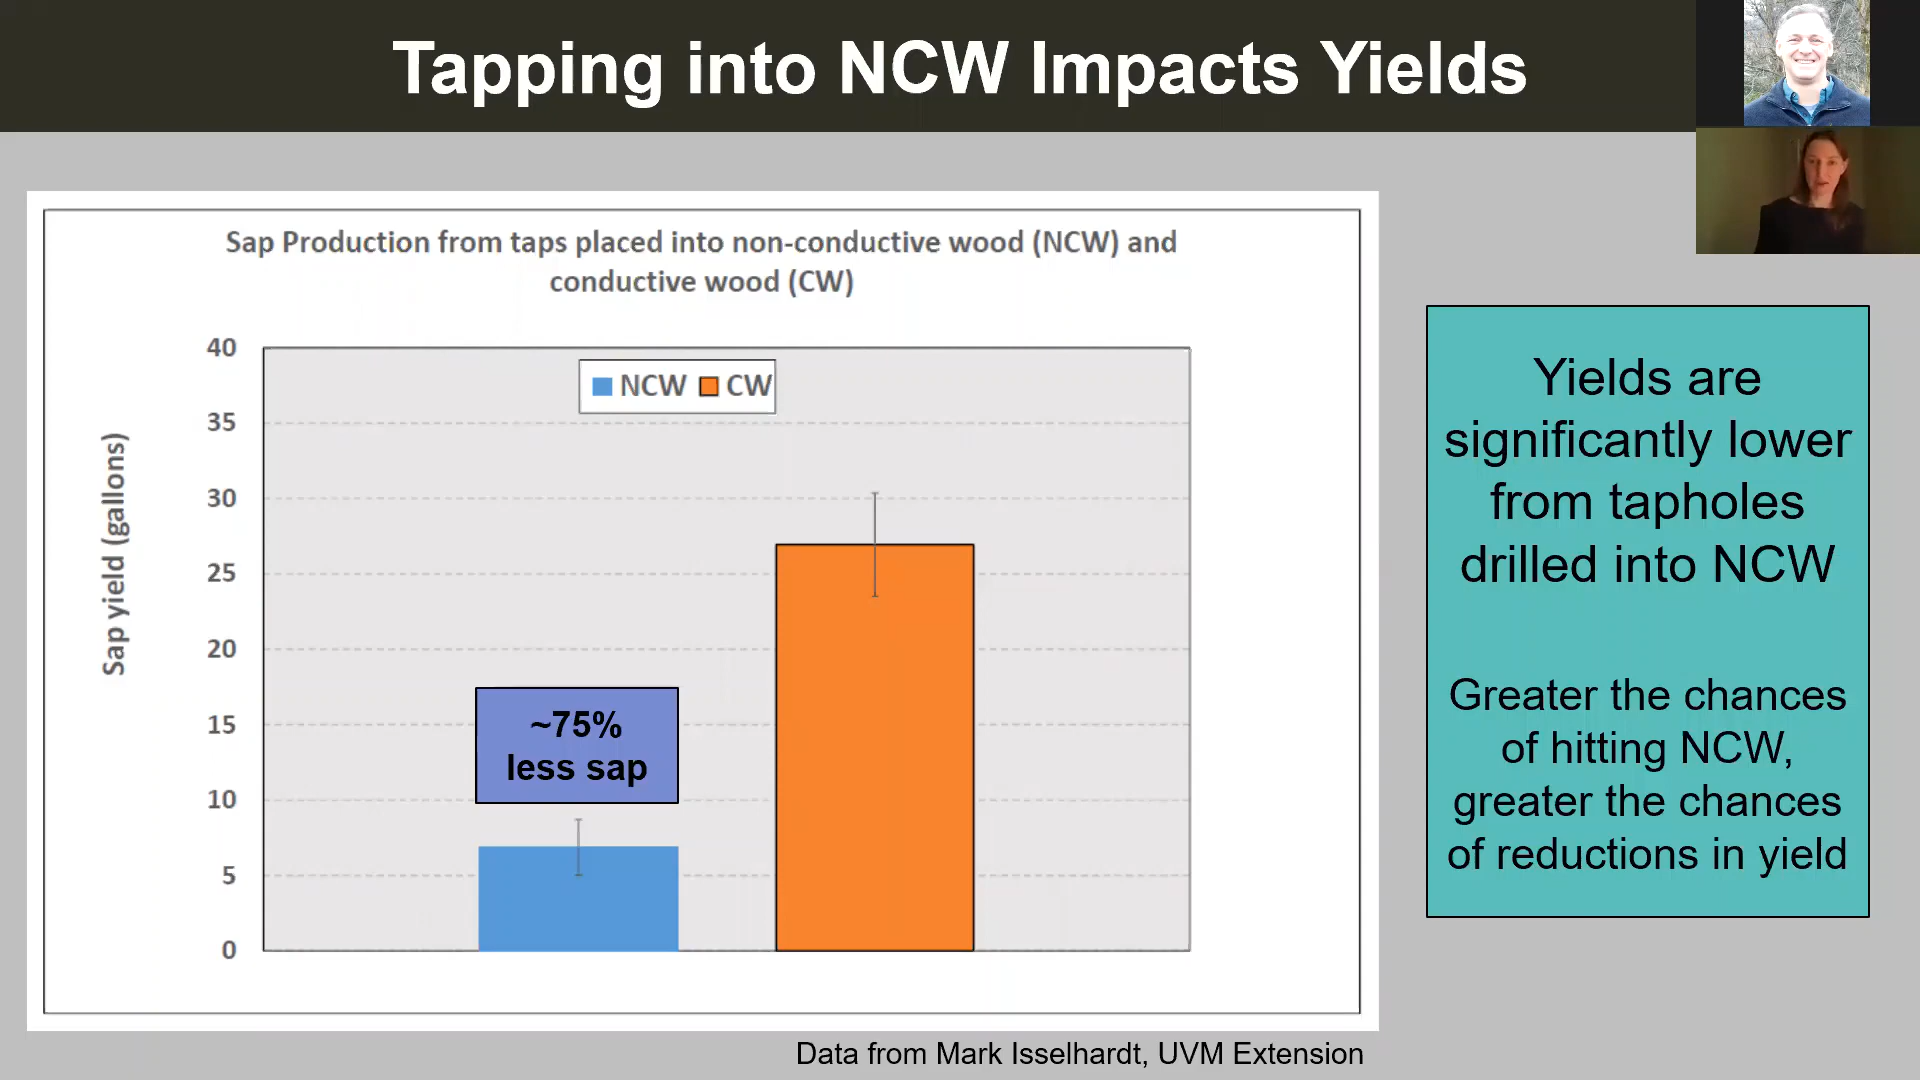 Tapping into NCW Impacts Yields
Sap Production from taps placed into non-conductive wood (NCW) and
conductive wood (CW)
40
35
30
25
20
15
10
5
0
Sap yield (gallons)
NCW CW
~75%
less sap
Yields are
significantly lower
from tapholes
drilled into NCW
Greater the chances
of hitting NCW,
greater the chances
of reductions in yield
Data from Mark Isselhardt, UVM Extension